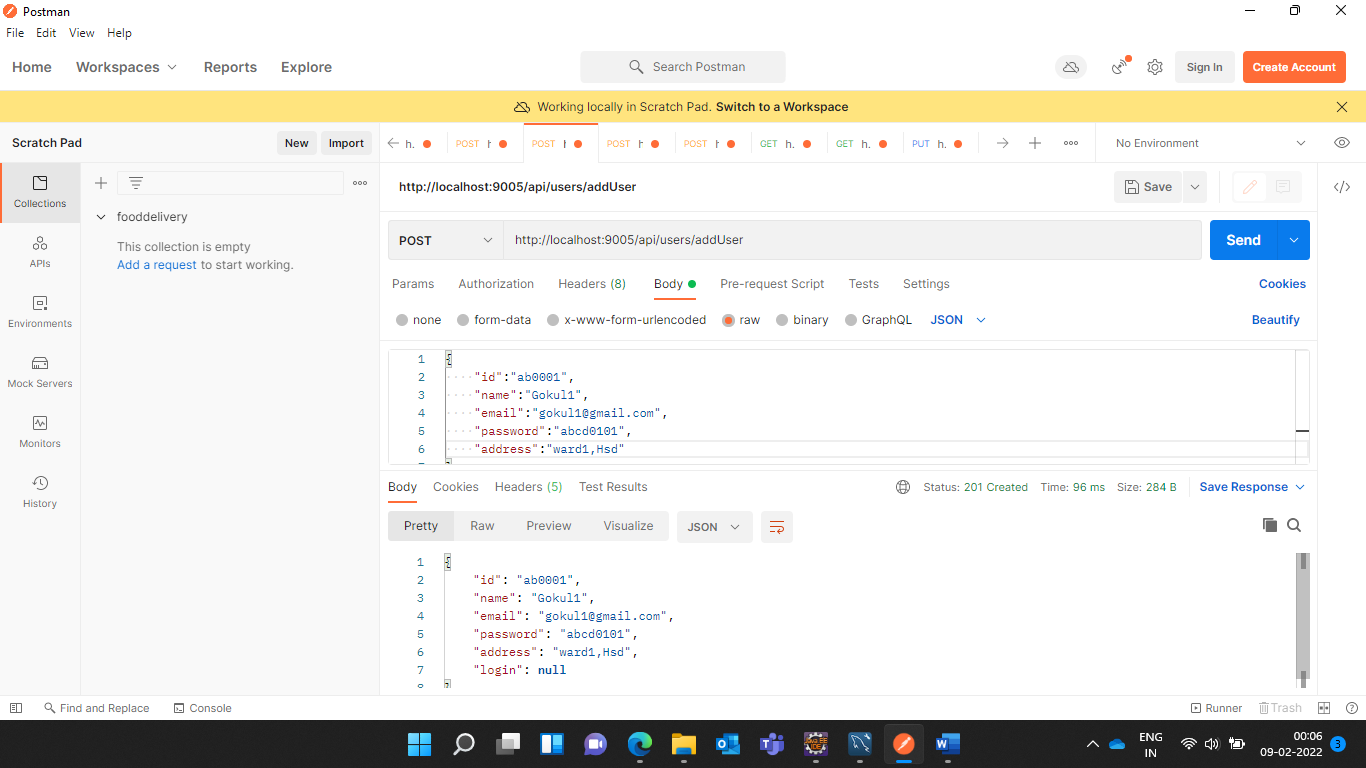 Postman
File Edit View Help
Home Workspaces Reports Explore Search Postman Sign In Create Account
Working locally in Scratch Pad. Switch to a Workspace
Scratch Pad New Import h. POST POST POST POST GET h. GET h. PUT h. No Environment
http://localhost:9005/api/users/addUser Save
Collections
fooddelivery
This collection is empty
Add a request to start working.
APIs
Environments
Mock Servers
Monitors
History
POST http://localhost:9005/api/users/addUser Send
Params Authorization Headers (8) Body Pre-request Script Tests Settings Cookies
none form-data x-www-form-urlencoded raw binary GraphQL JSON Beautify
1 {
2 "id":"ab0001",
3 "name":"Gokul1",
4 "email":"gokul1@gmail.com",
5 "password":"abcd0101",
6 "address":"ward1,Hsd"
Body Cookies Headers (5) Test Results Status: 201 Created Time: 96 ms Size: 284 B Save Response
Pretty Raw Preview Visualize JSON
1 {
2 "id": "ab0001",
3 "name": "Gokul1",
4 "email": "gokul1@gmail.com",
5 "password": "abcd0101",
6 "address": "ward1,Hsd",
7 "login": null
Find and Replace Console Runner Trash
ENG
IN
00:06
09-02-2022
3